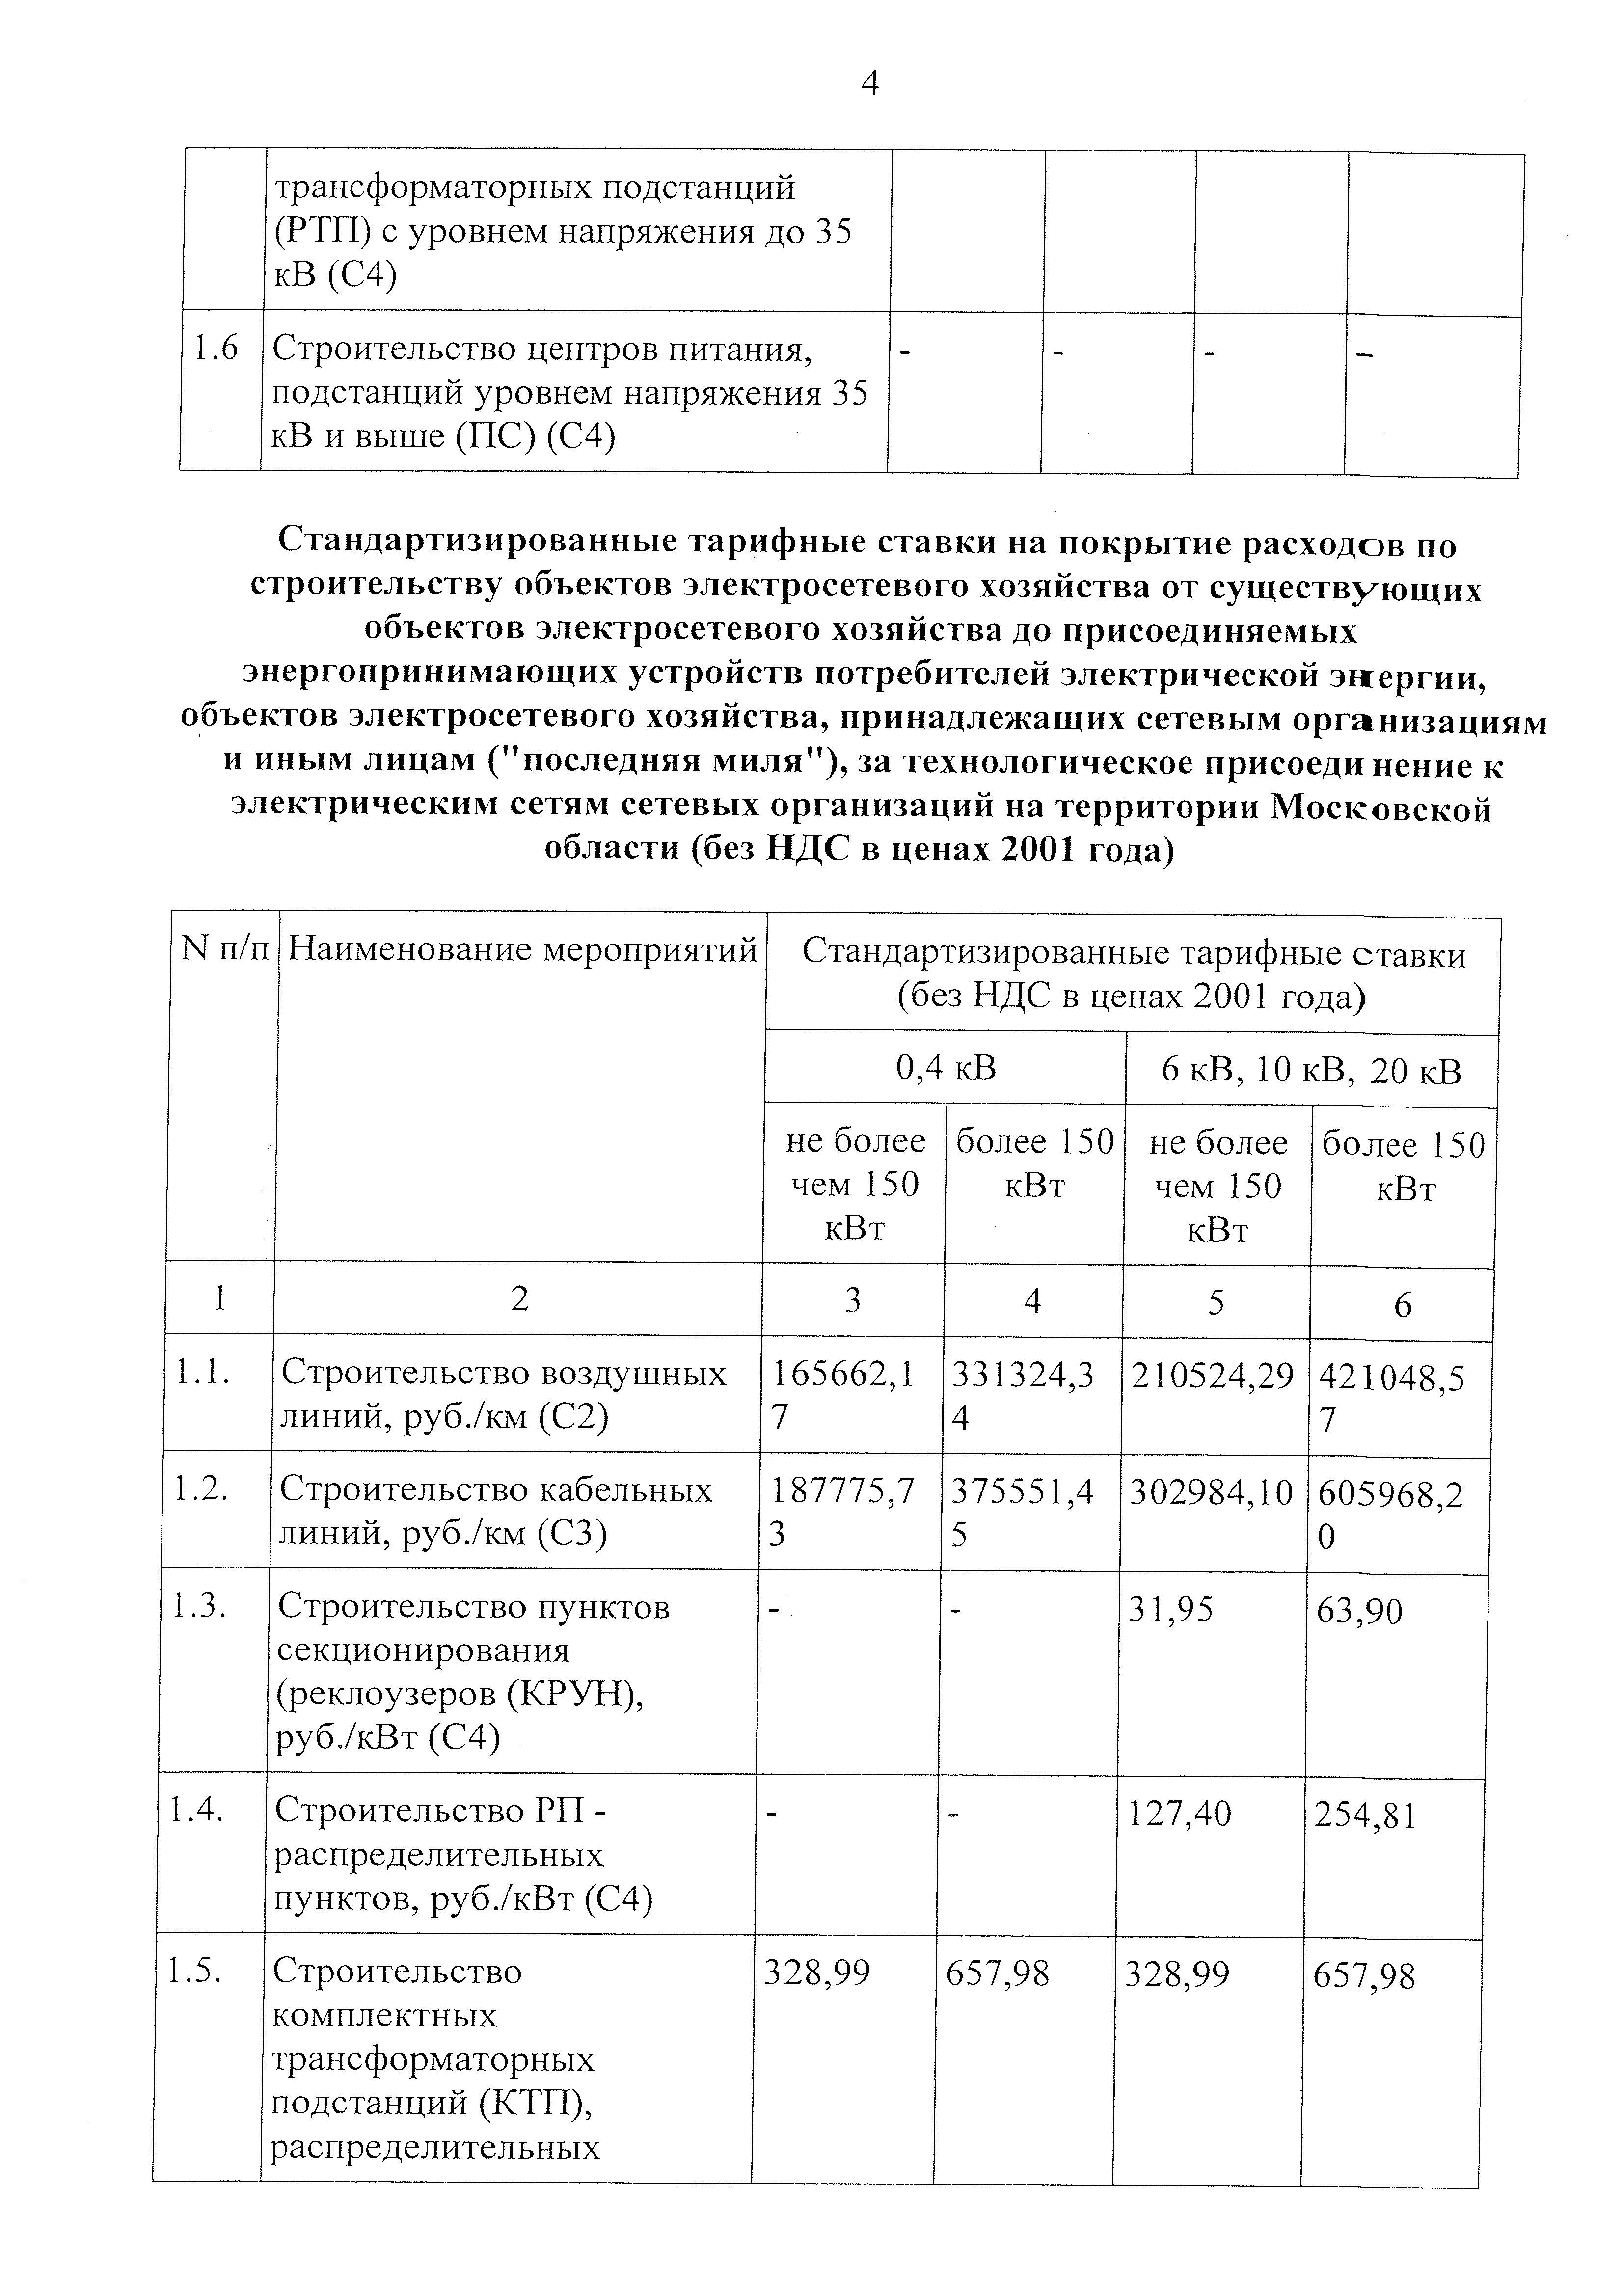 4
трансформаторных подстанций
(РТП) с уровнем напряжения до 35
кВ (С4)
1.6 Строительство центров питания, - - - -
подстанций уровнем напряжения 35
кВ и выше (ПС) (С4)
Стандартизированные тарифные ставки на покрытие расходов по
строительству объектов электросетевого хозяйства от существующих
объектов электросетевого хозяйства до присоединяемых
энергопринимающих устройств потребителей электрической энергии,
объектов электросетевого хозяйства, принадлежащих сетевым организациям
и иным лицам ("последняя миля"), за технологическое присоединение к
электрическим сетям сетевых организаций на территории Московской
области (без НДС в ценах 2001 года)
N п/п Наименование мероприятий Стандартизированные тарифные ставки
(без НДС в ценах 2001 года)
0,4 кВ 6 кВ, 10 кВ, 20 кВ
не более более 150 не более более 150
чем 150 кВт чем 150 кВт
кВт кВт
1 2 3 4 5 6
1.1. Строительство воздушных 165662,1 331324,3 210524,29 421048,5
линий, руб./км (С2) 7 4 7
1.2. Строительство кабельных 187775,7 375551,4 302984,10 605968,2
линий, руб./км (С3) 3 5 0
1.3. Строительство пунктов - - 31,95 63,90
секционирования
(реклоузеров (КРУН),
руб./кВт (С4)
1.4. Строительство РП - - - 127,40 254,81
распределительных
пунктов, руб./кВт (С4)
1.5. Строительство 328,99 657,98 328,99 657,98
комплектных
трансформаторных
подстанций (КТП),
распределительных